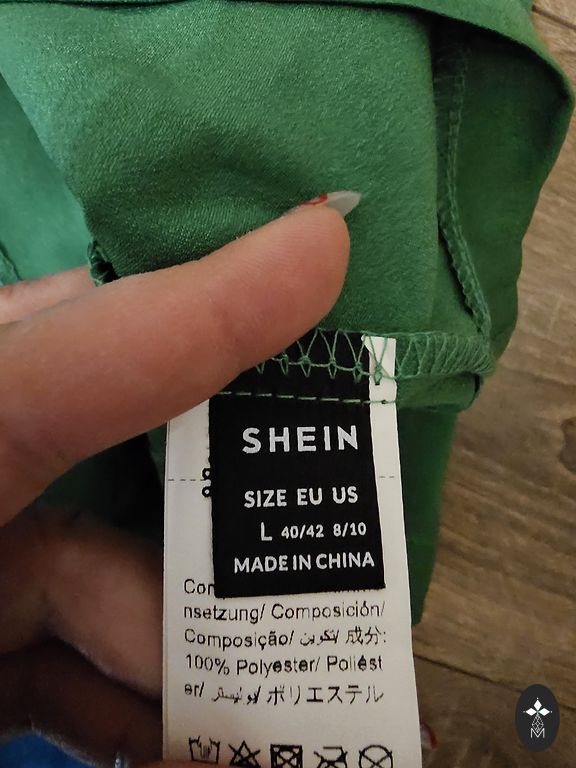 SHEIN
SIZE EU US
L 40/42 8/10
MADE IN CHINA
nsetzung/ Composición/
Composição/ تكوين/ 成分:
100% Polyester/ Poliést
er/ بوليستر/ ポリエステル
M